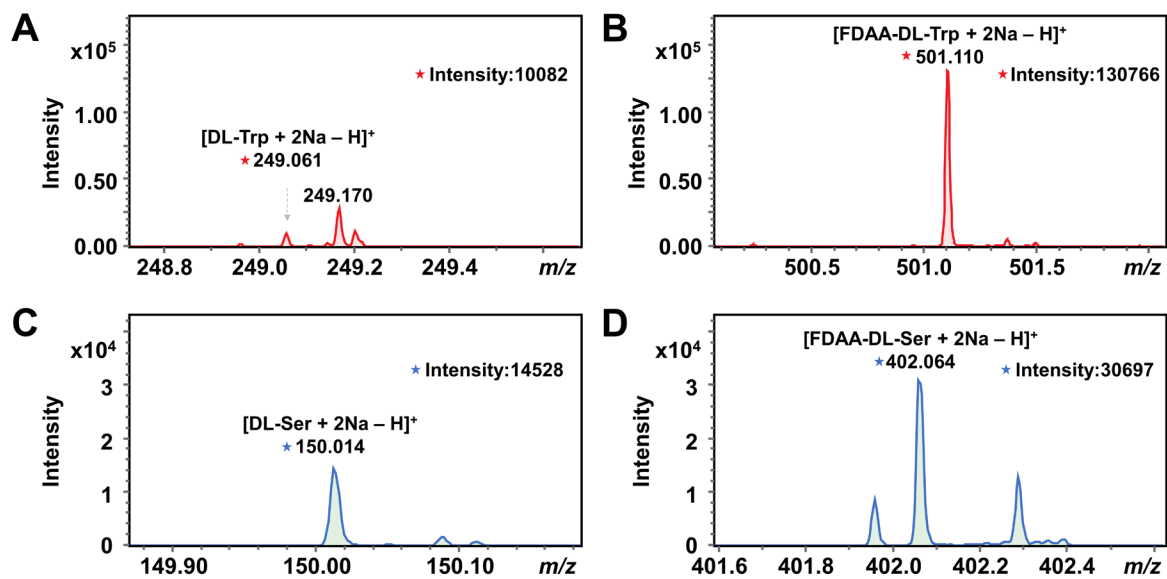 A
x10⁵
★ Intensity:10082
1.00
[DL-Trp + 2Na – H]⁺
★ 249.061
249.170
0.50
0.00
Intensity
248.8 249.0 249.2 249.4 m/z
B
[FDAA-DL-Trp + 2Na – H]⁺
x10⁵
★ 501.110
★ Intensity:130766
1.00
0.50
0.00
Intensity
500.5 501.0 501.5 m/z
C
x10⁴
★ Intensity:14528
3
[DL-Ser + 2Na – H]⁺
★ 150.014
2
1
0
Intensity
149.90 150.00 150.10 m/z
D
[FDAA-DL-Ser + 2Na – H]⁺
x10⁴
★ 402.064
★ Intensity:30697
3
2
1
0
Intensity
401.6 401.8 402.0 402.2 402.4 m/z